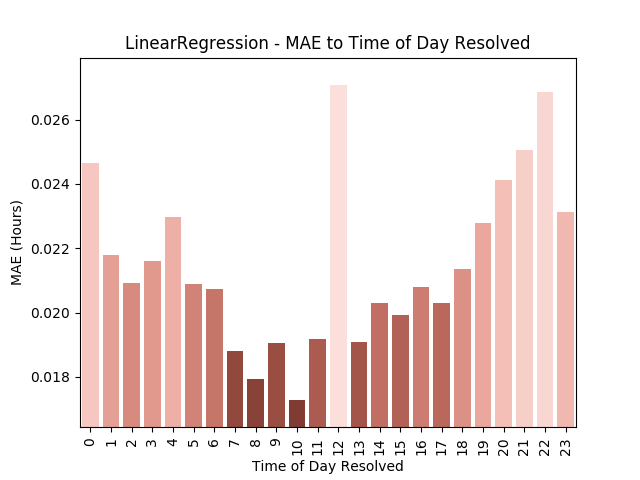 LinearRegression - MAE to Time of Day Resolved
MAE (Hours)
0.026
0.024
0.022
0.020
0.018
0 1 2 3 4 5 6 7 8 9 10 11 12 13 14 15 16 17 18 19 20 21 22 23
Time of Day Resolved